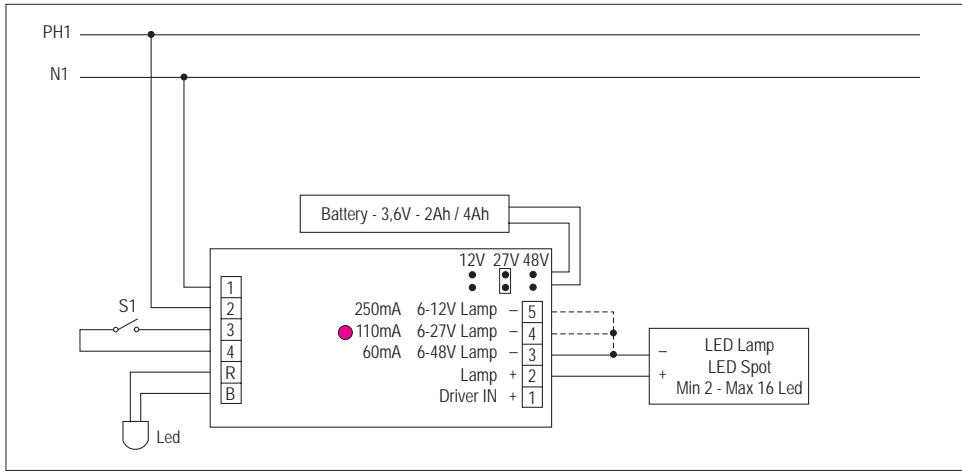 PH1
N1
Battery - 3,6V - 2Ah / 4Ah
12V 27V 48V
1
2
3
4
R
B
S1
Led
250mA 6-12V Lamp – 5
110mA 6-27V Lamp – 4
60mA 6-48V Lamp – 3
Lamp + 2
Driver IN + 1
– LED Lamp
LED Spot
+ Min 2 - Max 16 Led